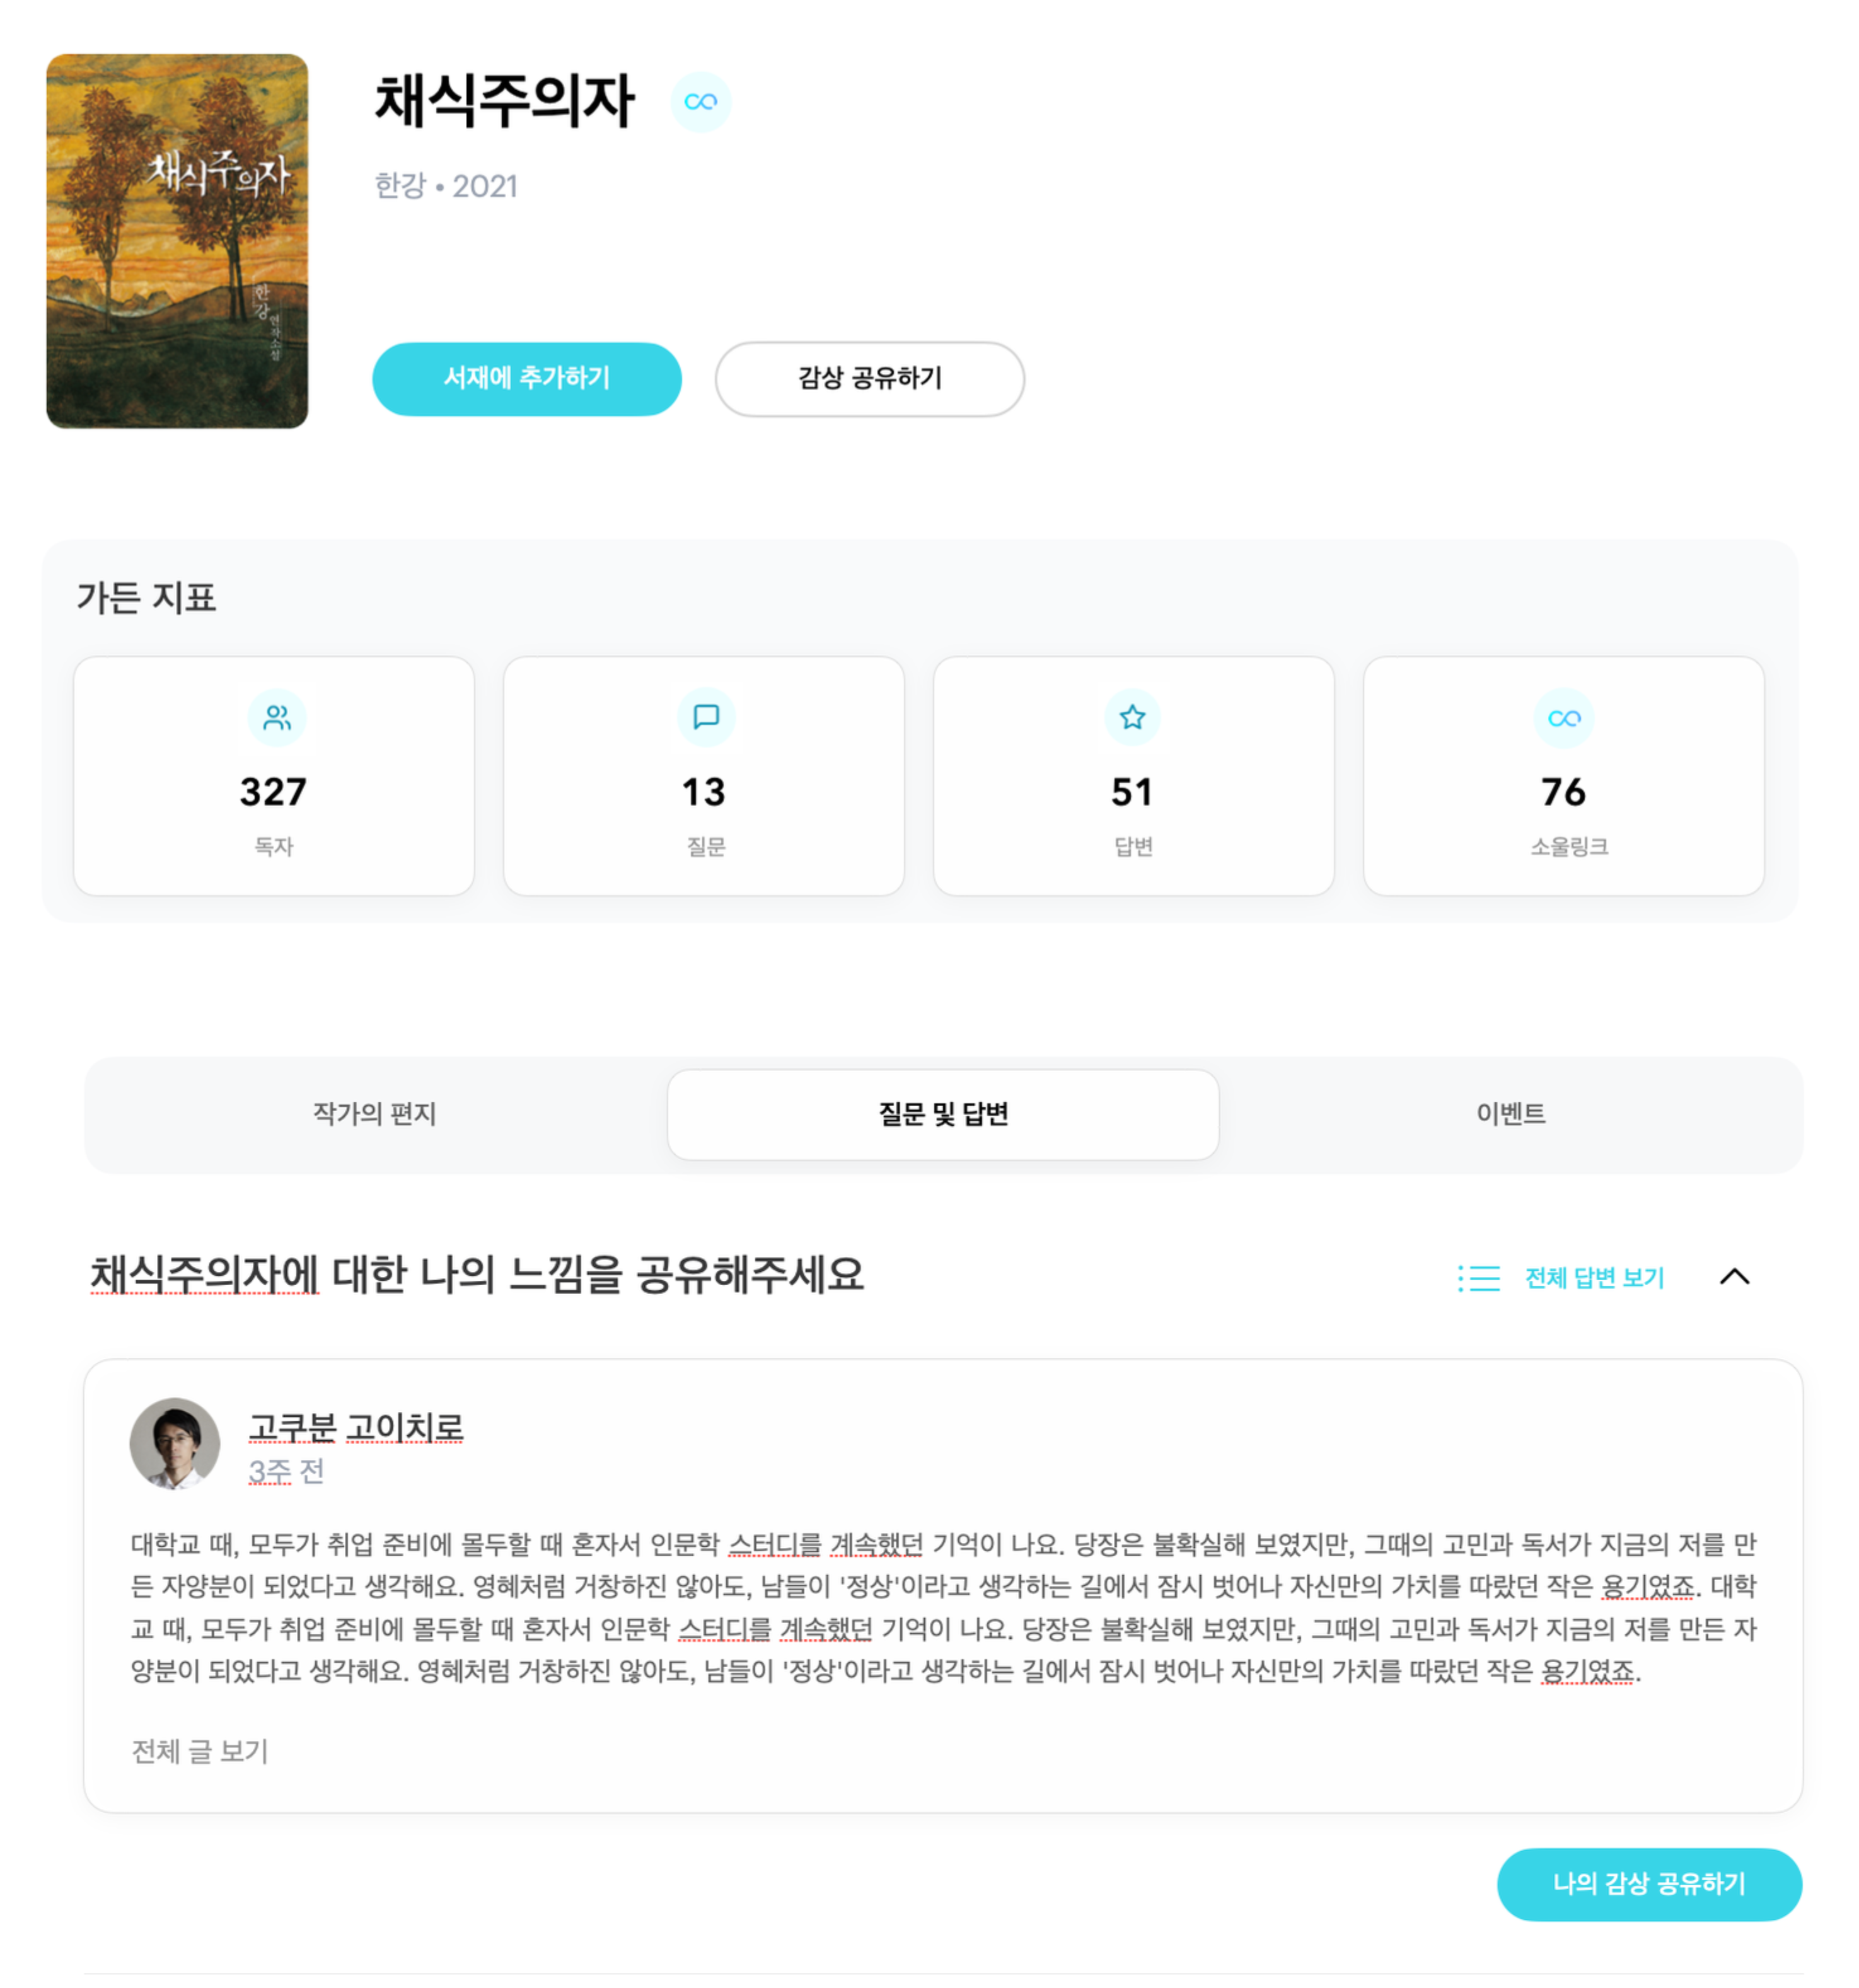 채식주의자
한강
연작소설
채식주의자
한강 • 2021
서재에 추가하기
감상 공유하기
가든 지표
327
독자
13
질문
51
답변
76
소울링크
작가의 편지
질문 및 답변
이벤트
채식주의자에 대한 나의 느낌을 공유해주세요
전체 답변 보기
고쿠분 고이치로
3주 전
대학교 때, 모두가 취업 준비에 몰두할 때 혼자서 인문학 스터디를 계속했던 기억이 나요. 당장은 불확실해 보였지만, 그때의 고민과 독서가 지금의 저를 만
든 자양분이 되었다고 생각해요. 영혜처럼 거창하진 않아도, 남들이 '정상'이라고 생각하는 길에서 잠시 벗어나 자신만의 가치를 따랐던 작은 용기였죠. 대학
교 때, 모두가 취업 준비에 몰두할 때 혼자서 인문학 스터디를 계속했던 기억이 나요. 당장은 불확실해 보였지만, 그때의 고민과 독서가 지금의 저를 만든 자
양분이 되었다고 생각해요. 영혜처럼 거창하진 않아도, 남들이 '정상'이라고 생각하는 길에서 잠시 벗어나 자신만의 가치를 따랐던 작은 용기였죠.
전체 글 보기
나의 감상 공유하기